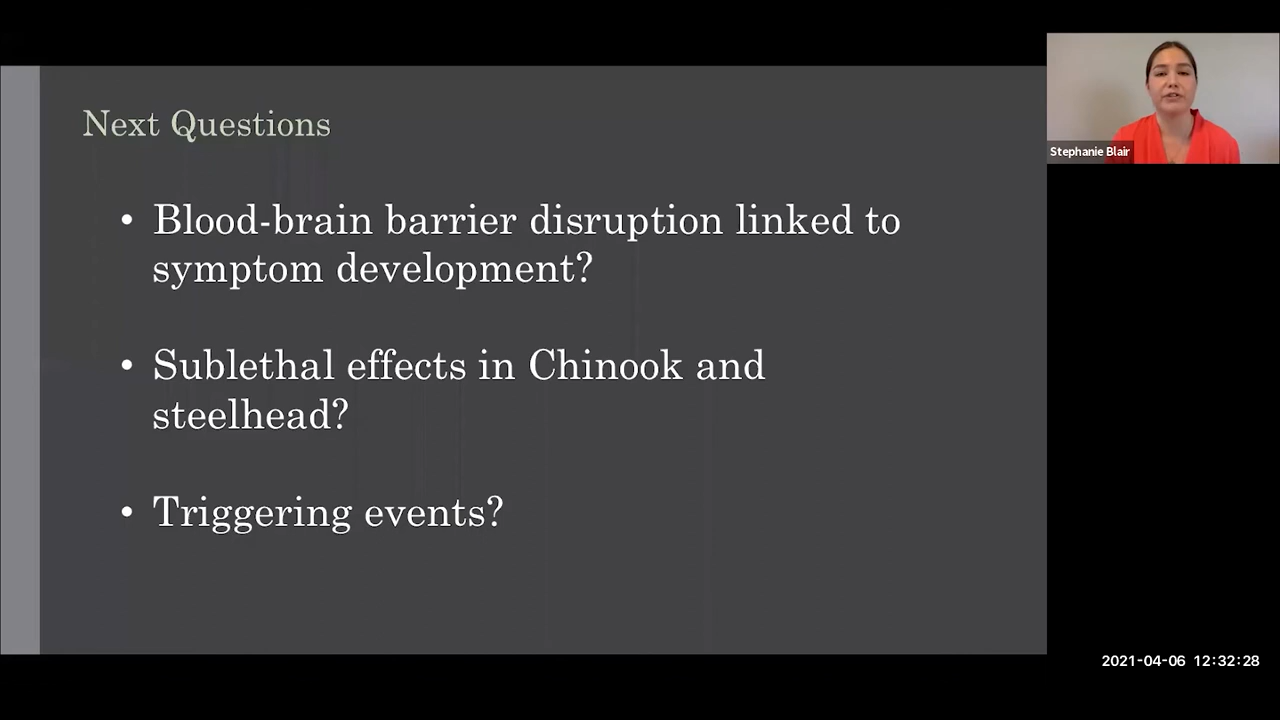 Next Questions
• Blood-brain barrier disruption linked to
symptom development?
• Sublethal effects in Chinook and
steelhead?
• Triggering events?
Stephanie Blair
2021-04-06 12:32:28